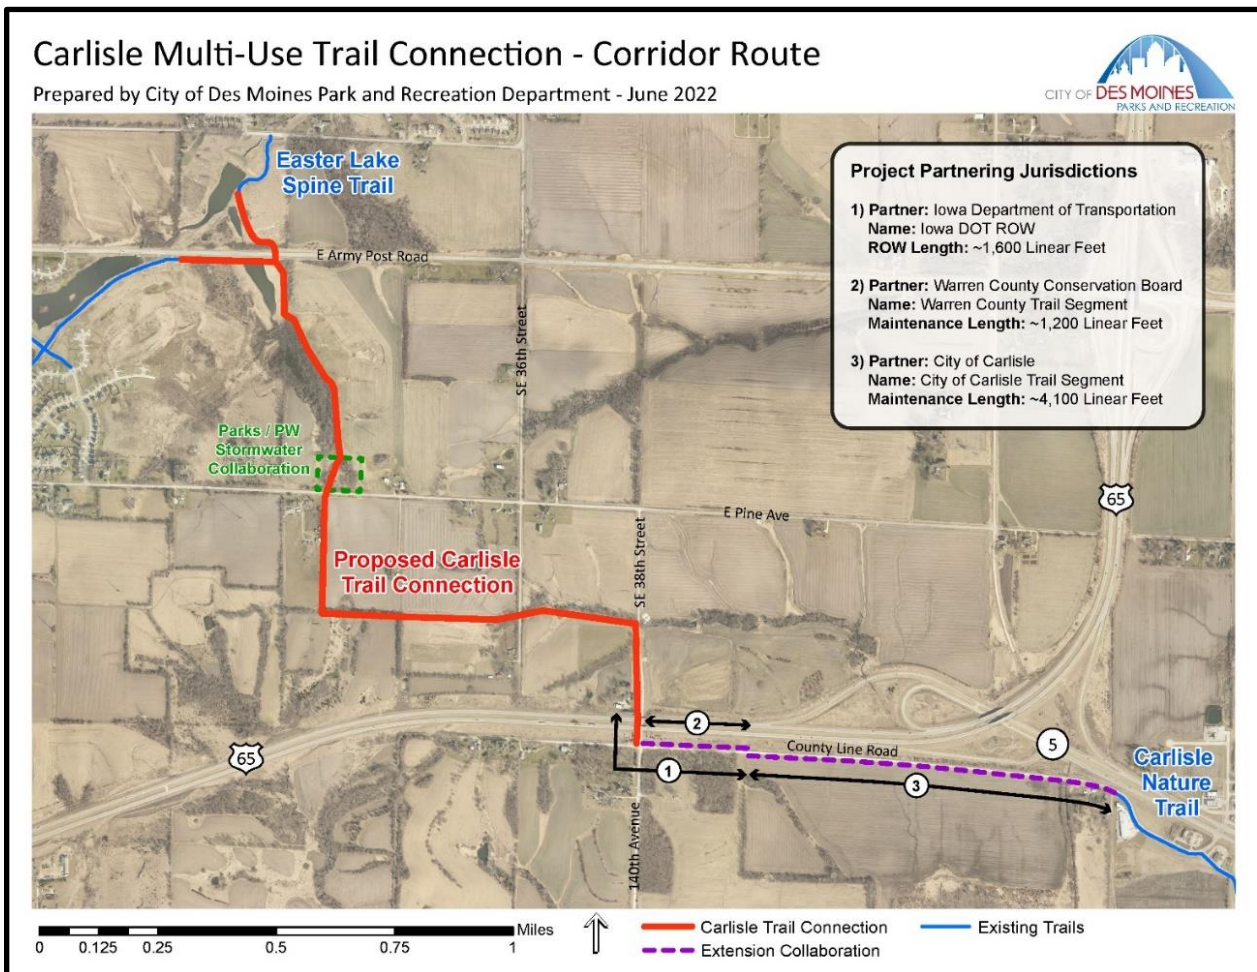 Carlisle Multi-Use Trail Connection - Corridor Route
Prepared by City of Des Moines Park and Recreation Department - June 2022
CITY OF DES MOINES
PARKS AND RECREATION
Project Partnering Jurisdictions
1) Partner: Iowa Department of Transportation
Name: Iowa DOT ROW
ROW Length: ~1,600 Linear Feet
2) Partner: Warren County Conservation Board
Name: Warren County Trail Segment
Maintenance Length: ~1,200 Linear Feet
3) Partner: City of Carlisle
Name: City of Carlisle Trail Segment
Maintenance Length: ~4,100 Linear Feet
Easter Lake
Spine Trail
E Army Post Road
SE 36th Street
Parks / PW
Stormwater
Collaboration
65
E Pine Ave
Proposed Carlisle
Trail Connection
SE 38th Street
2
65
County Line Road
5
1
3
Carlisle
Nature
Trail
140th Avenue
Miles
0 0.125 0.25 0.5 0.75 1
Carlisle Trail Connection
Extension Collaboration
Existing Trails